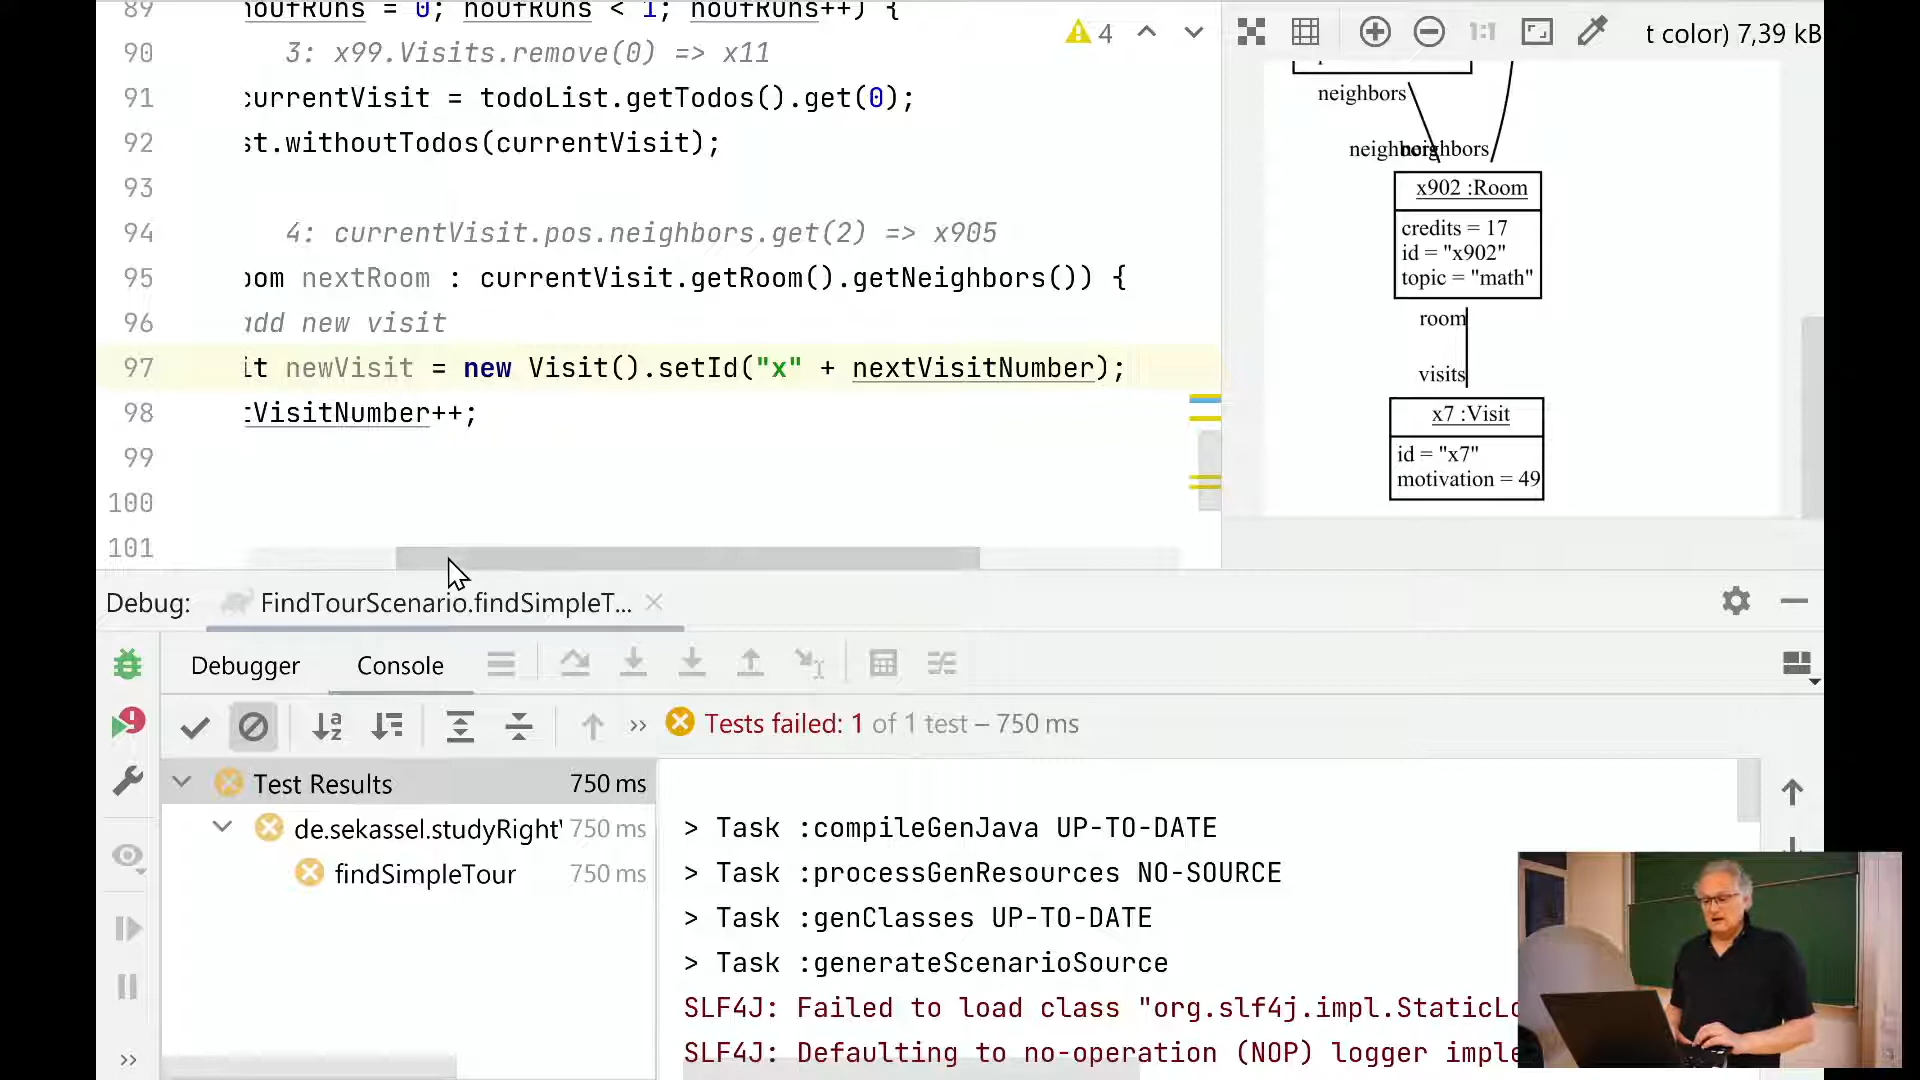 89 noOfRuns = 0; noOfRuns < 1; noOfRuns++) {
90 3: x99.Visits.remove(0) => x11
91 currentVisit = todoList.getTodos().get(0);
92 st.withoutTodos(currentVisit);
93
94 4: currentVisit.pos.neighbors.get(2) => x905
95 oom nextRoom : currentVisit.getRoom().getNeighbors()) {
96 add new visit
97 it newVisit = new Visit().setId("x" + nextVisitNumber);
98 tVisitNumber++;
99
100
101
4
1:1
t color) 7,39 kB
neighbors
neighbors
neighbors
x902 :Room
credits = 17
id = "x902"
topic = "math"
room
visits
x7 :Visit
id = "x7"
motivation = 49
Debug: FindTourScenario.findSimpleT...
Debugger Console
Tests failed: 1 of 1 test – 750 ms
Test Results 750 ms
de.sekassel.studyRight 750 ms
findSimpleTour 750 ms
> Task :compileGenJava UP-TO-DATE
> Task :processGenResources NO-SOURCE
> Task :genClasses UP-TO-DATE
> Task :generateScenarioSource
SLF4J: Failed to load class "org.slf4j.impl.StaticLo
SLF4J: Defaulting to no-operation (NOP) logger imple